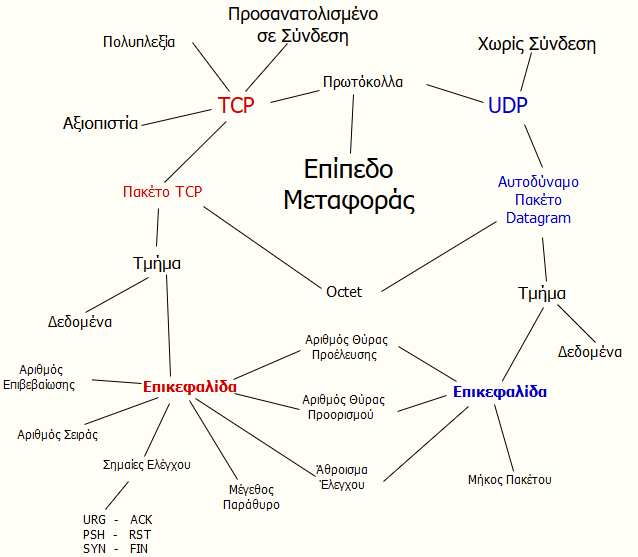 Προσανατολισμένο
σε Σύνδεση
Πολυπλεξία
Χωρίς Σύνδεση
Πρωτόκολλα
TCP
UDP
Αξιοπιστία
Επίπεδο
Μεταφοράς
Πακέτο TCP
Αυτοδύναμο
Πακέτο
Datagram
Τμήμα
Octet
Τμήμα
Δεδομένα
Αριθμός Θύρας
Προέλευσης
Δεδομένα
Αριθμός
Επιβεβαίωσης
Επικεφαλίδα
Επικεφαλίδα
Αριθμός Θύρας
Προορισμού
Αριθμός Σειράς
Σημαίες Ελέγχου
Άθροισμα
Έλεγχου
Μήκος Πακέτου
Μέγεθος
Παράθυρο
URG - ACK
PSH - RST
SYN - FIN